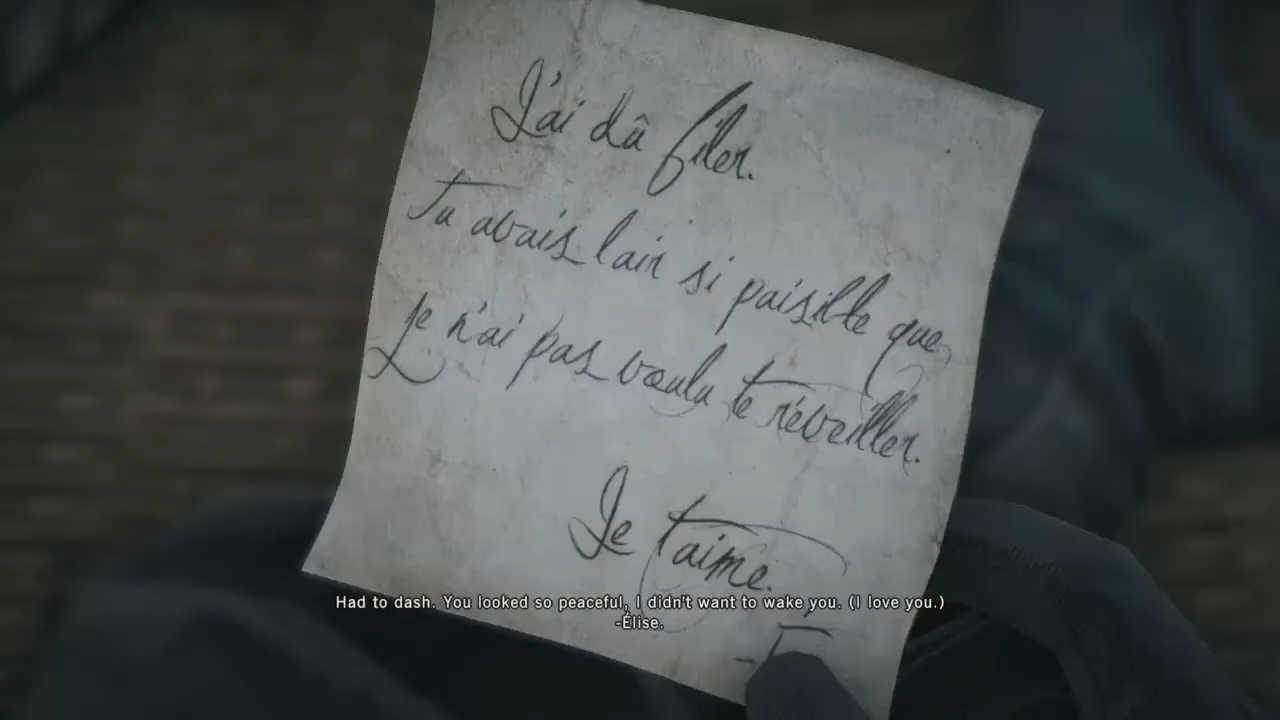 J'ai dû filer.
Tu avais lair si paisible que
je n'ai pas voulu te réveiller.
Je t'aime.
Had to dash. You looked so peaceful, I didn't want to wake you. (I love you.)
-Élise.